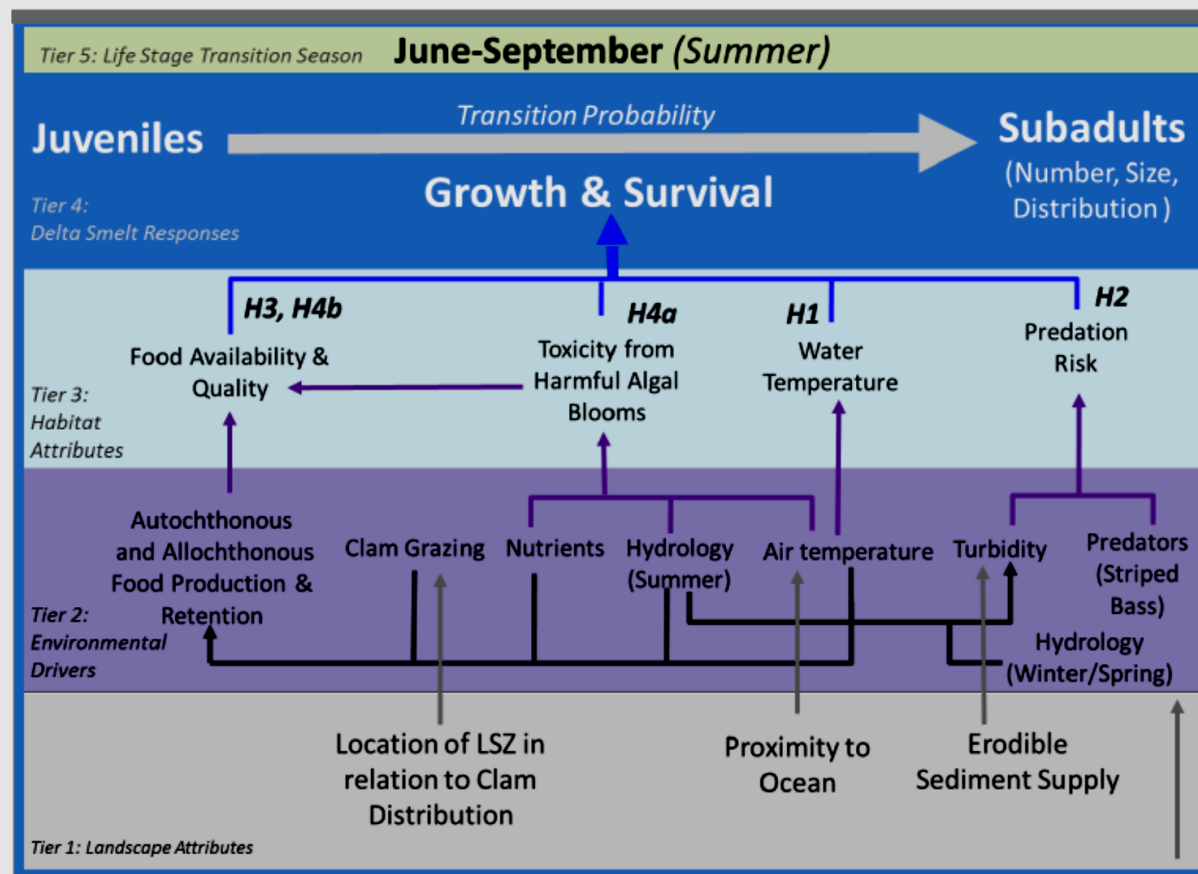 Tier 5: Life Stage Transition Season June-September (Summer)
Transition Probability
Juveniles
Subadults
(Number, Size,
Distribution )
Growth & Survival
Tier 4:
Delta Smelt Responses
H3, H4b
H4a
H1
H2
Food Availability &
Quality
Toxicity from
Harmful Algal
Blooms
Water
Temperature
Predation
Risk
Tier 3:
Habitat
Attributes
Autochthonous
and Allochthonous
Food Production &
Retention
Clam Grazing
Nutrients
Hydrology
(Summer)
Air temperature
Turbidity
Predators
(Striped
Bass)
Hydrology
(Winter/Spring)
Tier 2:
Environmental
Drivers
Location of LSZ in
relation to Clam
Distribution
Proximity to
Ocean
Erodible
Sediment Supply
Tier 1: Landscape Attributes